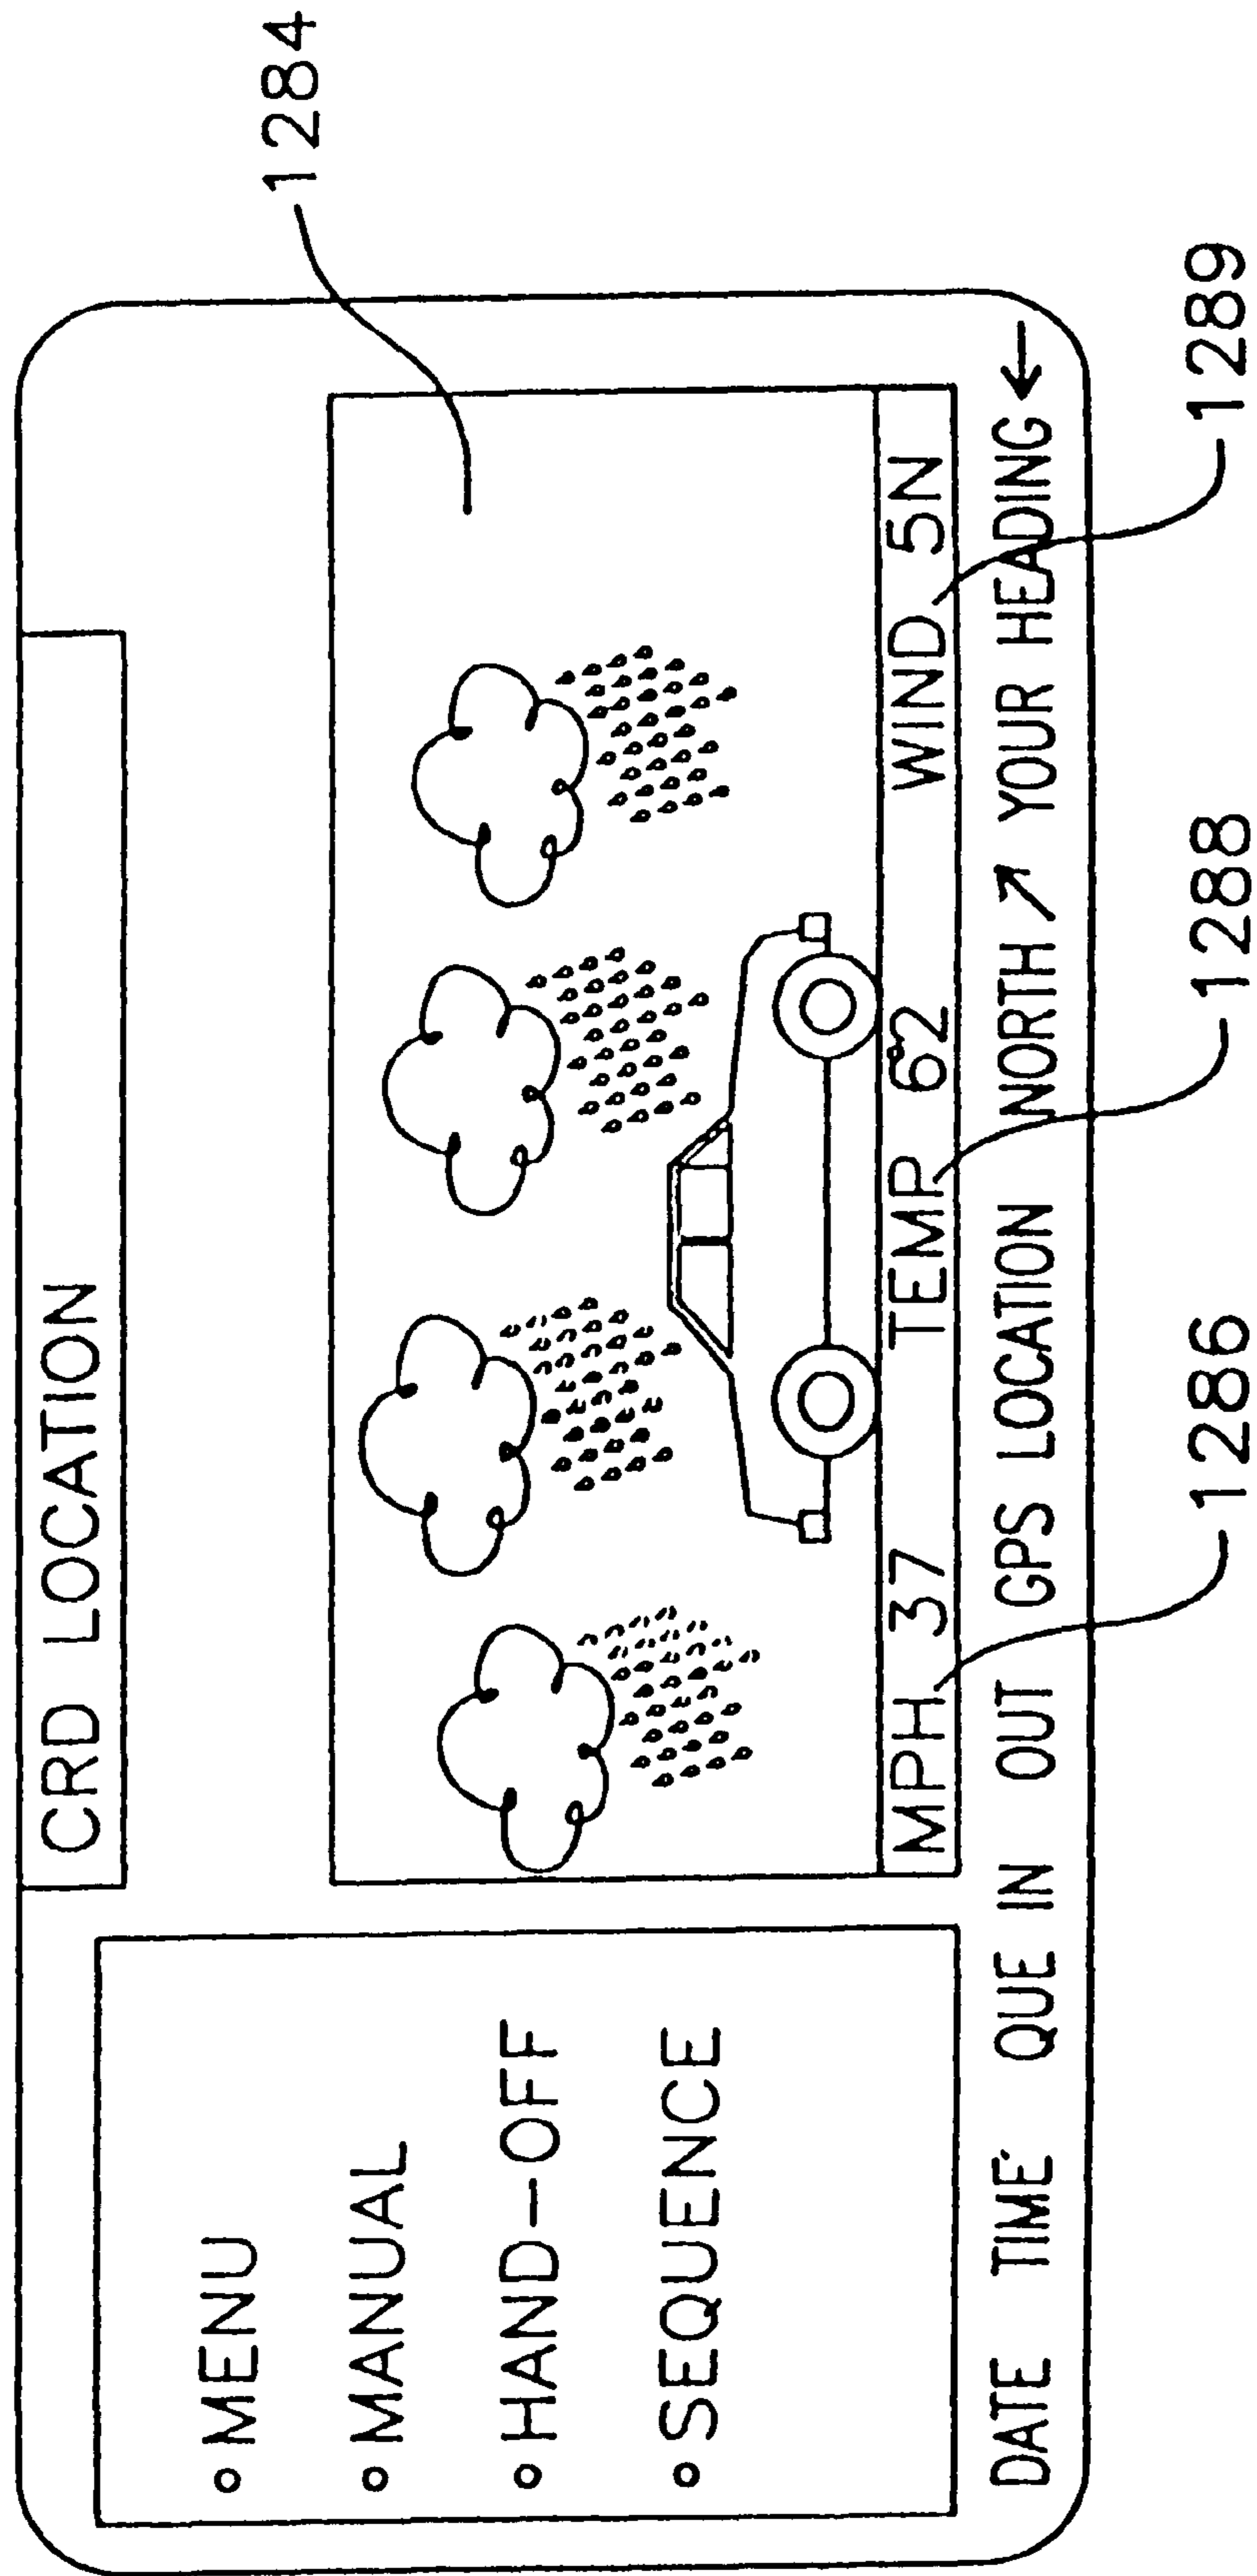 CRD LOCATION
1284
MENU
MANUAL
HAND-OFF
SEQUENCE
MPH 37 TEMP 62° WIND 5N
DATE TIME QUE IN OUT GPS LOCATION NORTH ↗ YOUR HEADING ←
1286 1288 1289